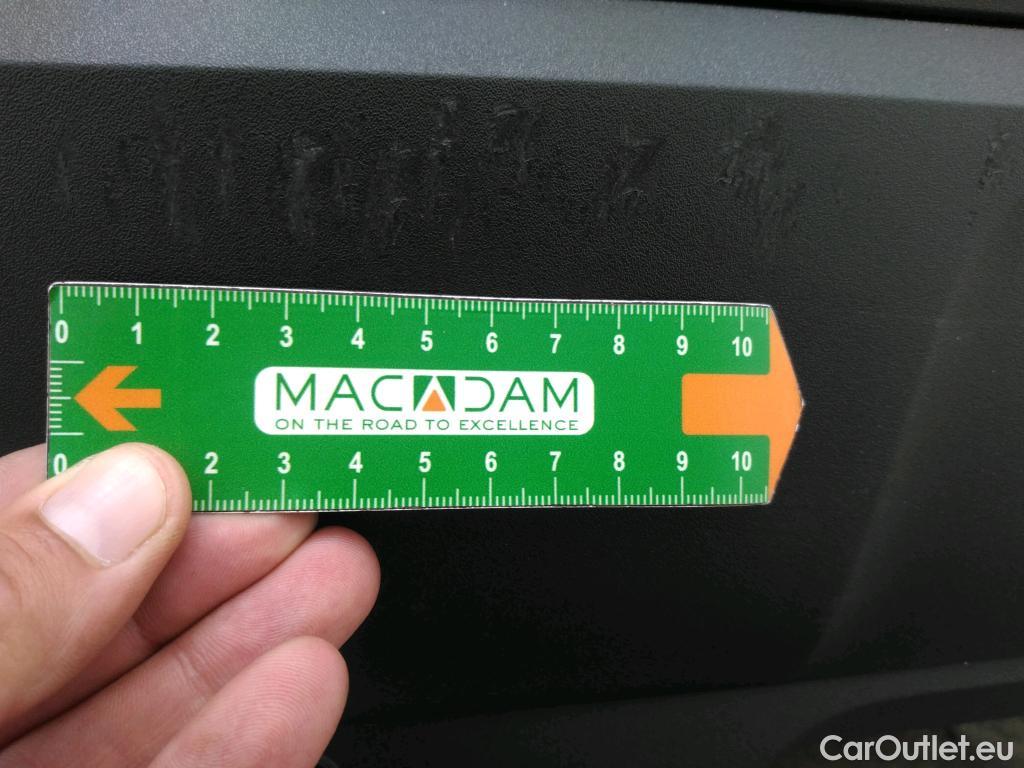 0 1 2 3 4 5 6 7 8 9 10
MACADAM
ON THE ROAD TO EXCELLENCE
0 2 3 4 5 6 7 8 9 10
CarOutlet.eu